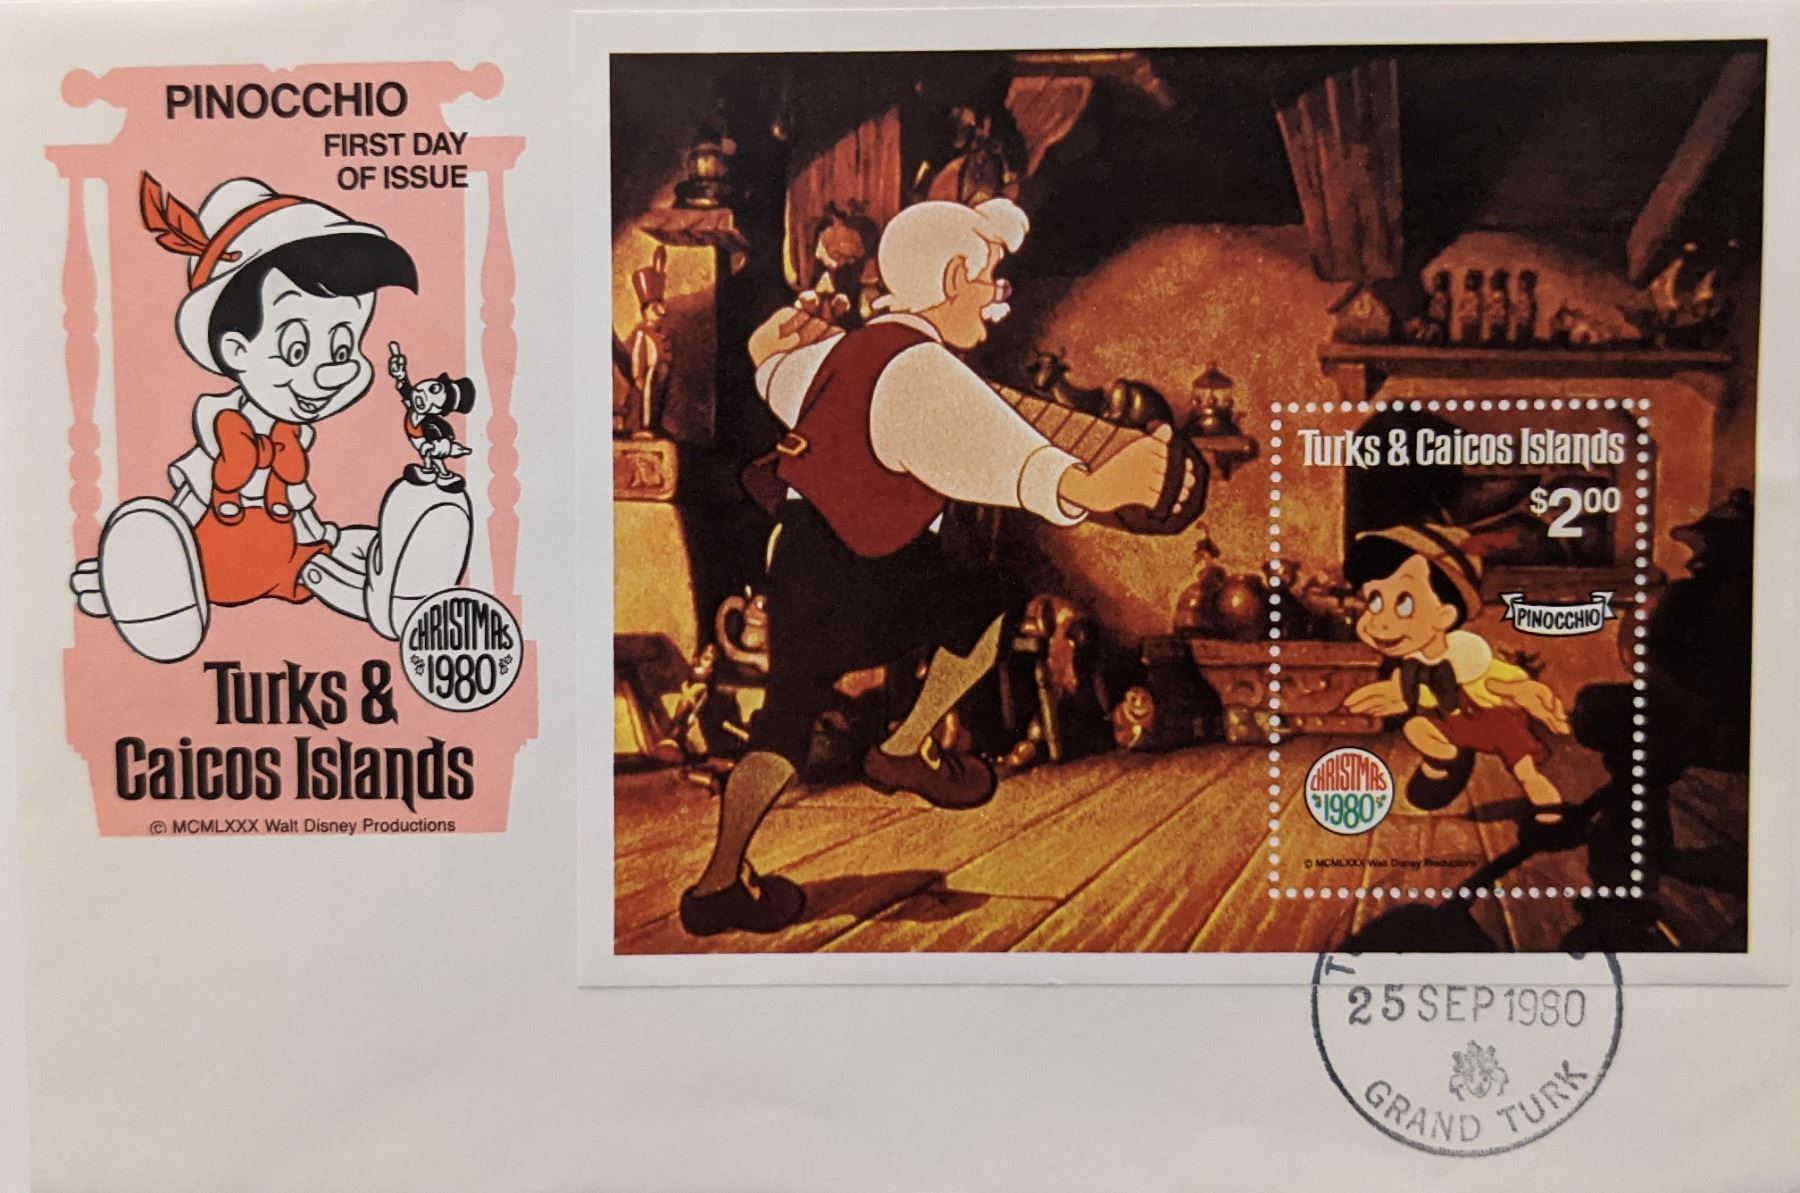 PINOCCHIO
FIRST DAY
OF ISSUE
CHRISTMAS
1980
Turks &
Caicos Islands
© MCMLXXX Walt Disney Productions
Turks & Caicos Islands
$2.00
PINOCCHIO
CHRISTMAS
1980
© MCMLXXX Walt Disney Productions
25 SEP 1980
GRAND TURK